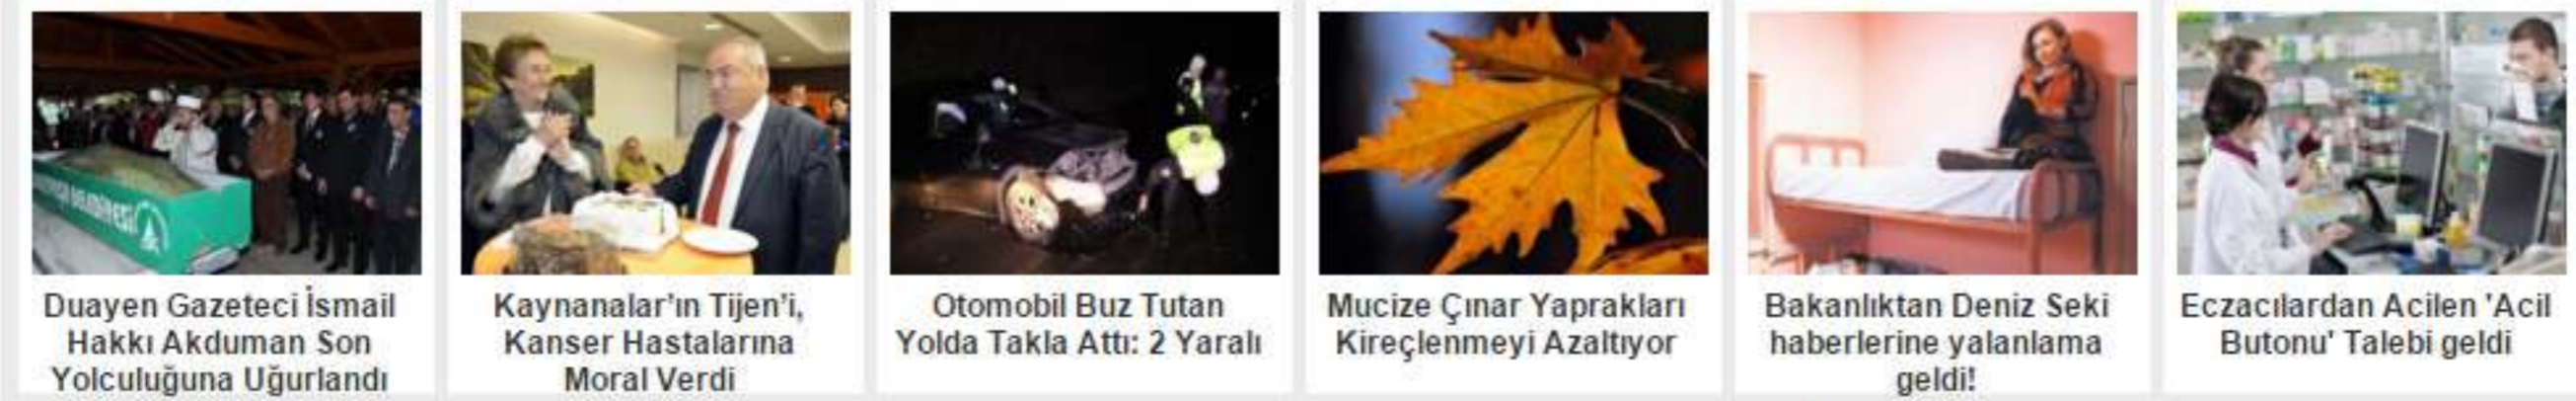 BELEDİYESİ
Duayen Gazeteci İsmail
Hakkı Akduman Son
Yolculuğuna Uğurlandı
Kaynanalar’ın Tijen’i,
Kanser Hastalarına
Moral Verdi
Otomobil Buz Tutan
Yolda Takla Attı: 2 Yaralı
Mucize Çınar Yaprakları
Kireçlenmeyi Azaltıyor
Bakanlıktan Deniz Seki
haberlerine yalanlama
geldi!
Eczacılardan Acilen 'Acil
Butonu' Talebi geldi